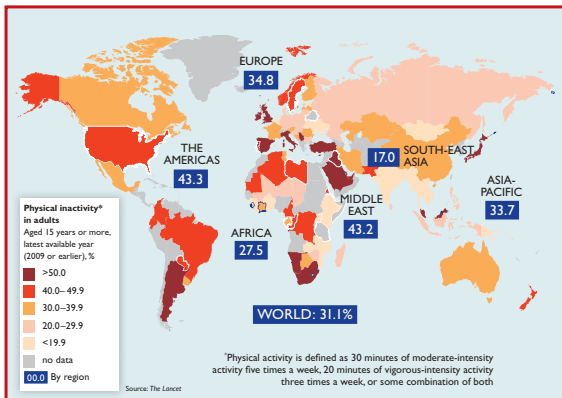 EUROPE
34.8
THE
AMERICAS
43.3
17.0
SOUTH-EAST
ASIA
ASIA-
PACIFIC
33.7
MIDDLE
EAST
43.2
AFRICA
27.5
WORLD: 31.1%
Physical inactivity*
in adults
Aged 15 years or more,
latest available year
(2009 or earlier), %
>50.0
40.0– 49.9
30.0–39.9
20.0–29.9
<19.9
no data
00.0 By region
Source: The Lancet
*Physical activity is defined as 30 minutes of moderate-intensity
activity five times a week, 20 minutes of vigorous-intensity activity
three times a week, or some combination of both